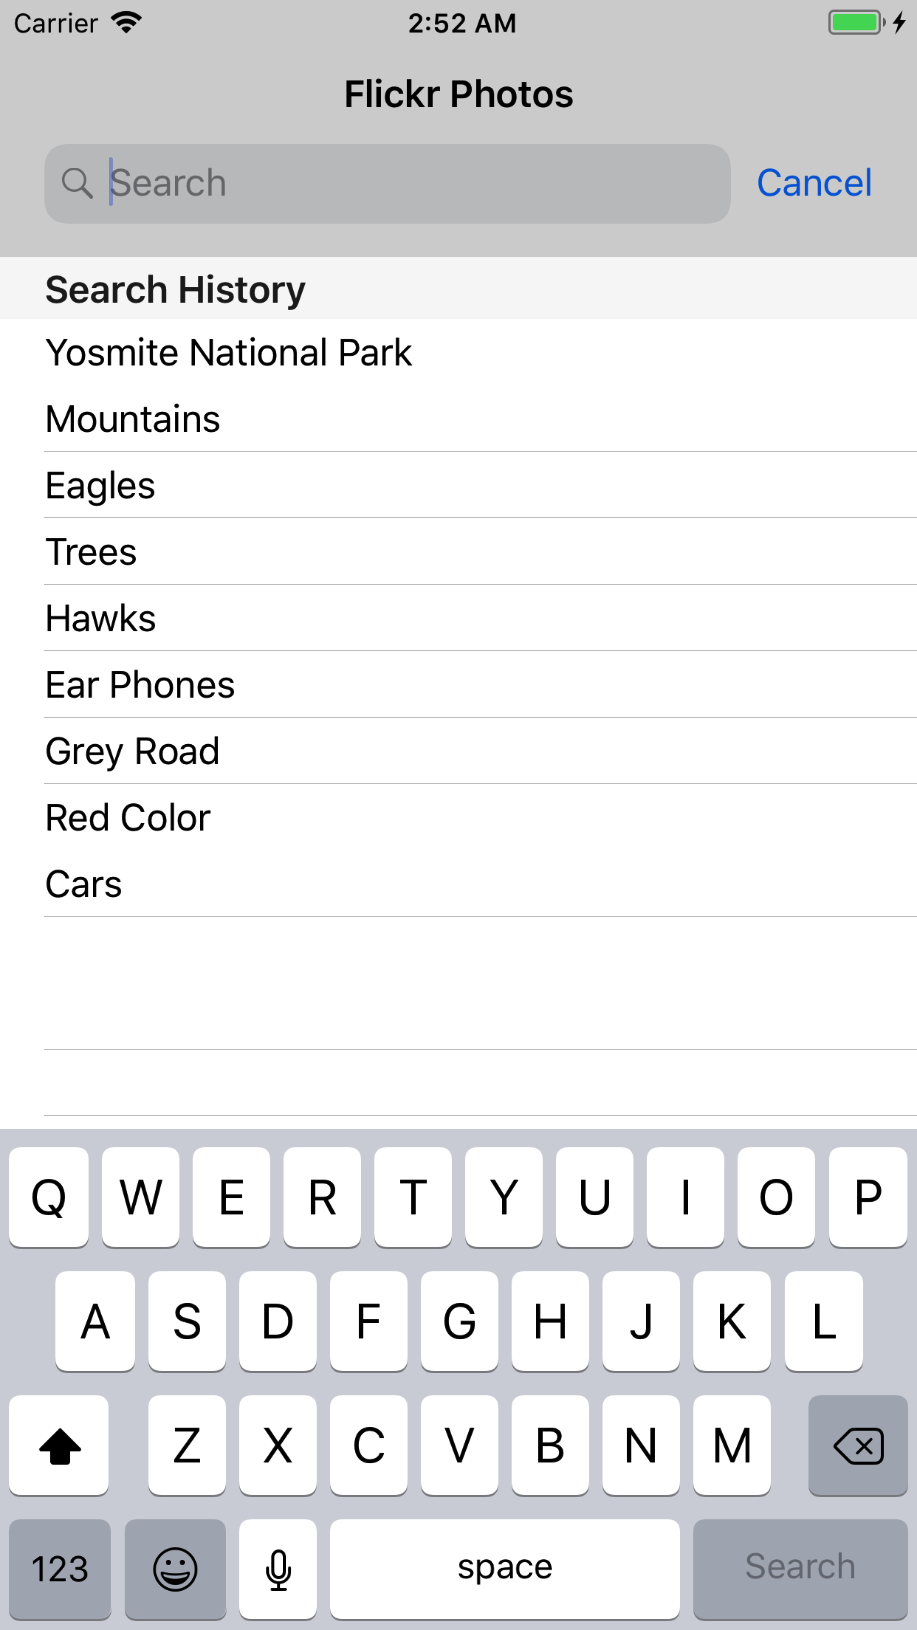 Carrier 2:52 AM
Flickr Photos
Search Cancel
Search History
Yosmite National Park
Mountains
Eagles
Trees
Hawks
Ear Phones
Grey Road
Red Color
Cars
Q W E R T Y U I O P
A S D F G H J K L
Z X C V B N M
123 space Search